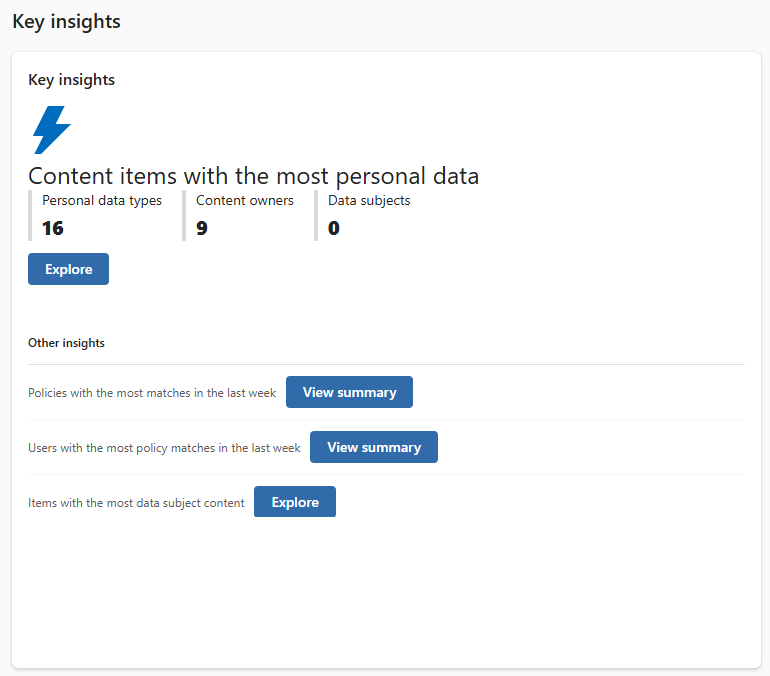 Key insights
Key insights
Content items with the most personal data
Personal data types Content owners Data subjects
16 9 0
Explore
Other insights
Policies with the most matches in the last week View summary
Users with the most policy matches in the last week View summary
Items with the most data subject content Explore